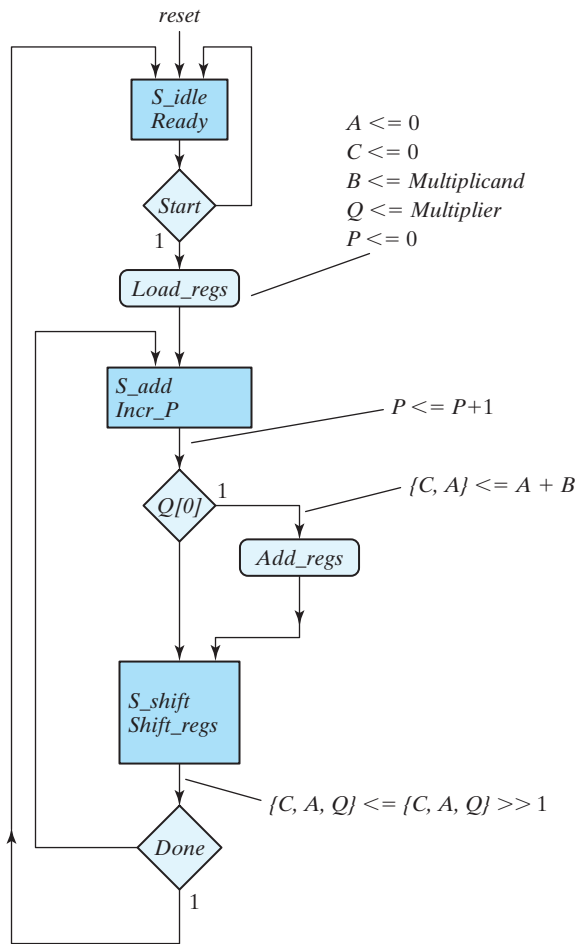 reset
S_idle
Ready
A <= 0
C <= 0
B <= Multiplicand
Q <= Multiplier
P <= 0
Start
1
Load_regs
S_add
Incr_P
P <= P+1
Q[0]
1
{C, A} <= A + B
Add_regs
S_shift
Shift_regs
{C, A, Q} <= {C, A, Q} >> 1
Done
1